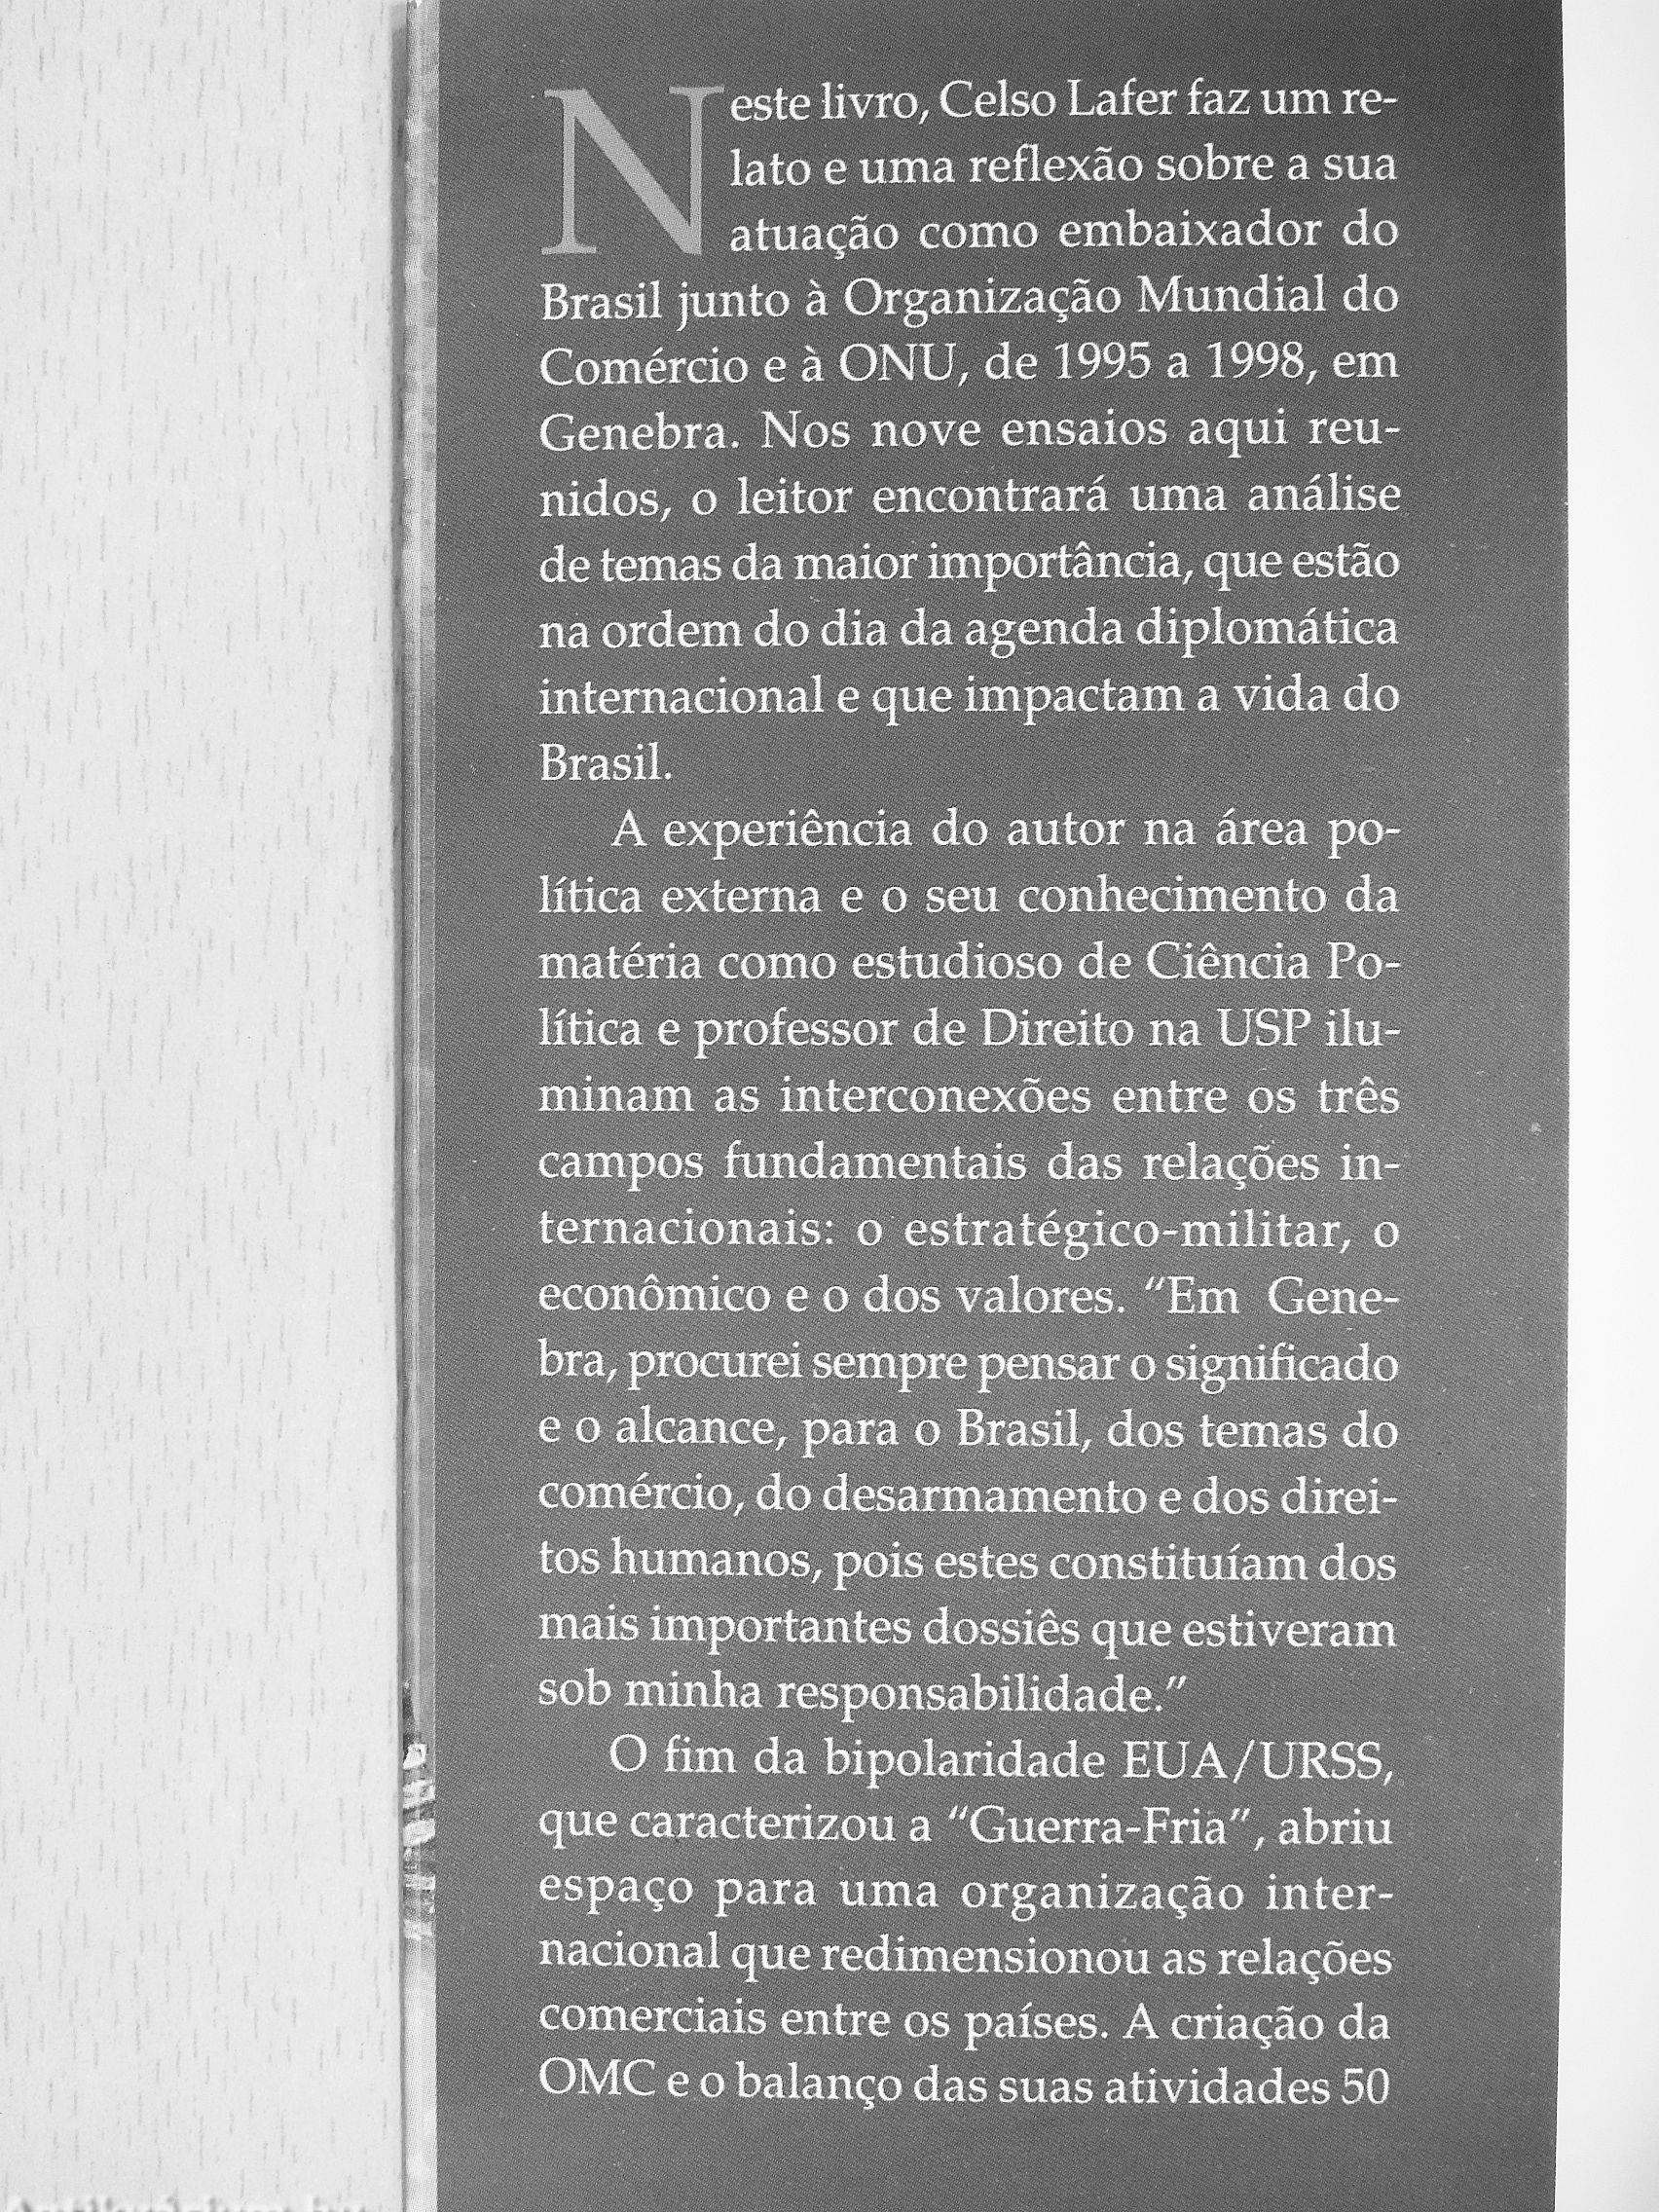 Neste livro, Celso Lafer faz um re-
lato e uma reflexão sobre a sua
atuação como embaixador do
Brasil junto à Organização Mundial do
Comércio e à ONU, de 1995 a 1998, em
Genebra. Nos nove ensaios aqui reu-
nidos, o leitor encontrará uma análise
de temas da maior importância, que estão
na ordem do dia da agenda diplomática
internacional e que impactam a vida do
Brasil.
A experiência do autor na área po-
lítica externa e o seu conhecimento da
matéria como estudioso de Ciência Po-
lítica e professor de Direito na USP ilu-
minam as interconexões entre os três
campos fundamentais das relações in-
ternacionais: o estratégico-militar, o
econômico e o dos valores. “Em Gene-
bra, procurei sempre pensar o significado
e o alcance, para o Brasil, dos temas do
comércio, do desarmamento e dos direi-
tos humanos, pois estes constituíam dos
mais importantes dossiês que estiveram
sob minha responsabilidade.”
O fim da bipolaridade EUA/URSS,
que caracterizou a “Guerra-Fria”, abriu
espaço para uma organização inter-
nacional que redimensionou as relações
comerciais entre os países. A criação da
OMC e o balanço das suas atividades 50